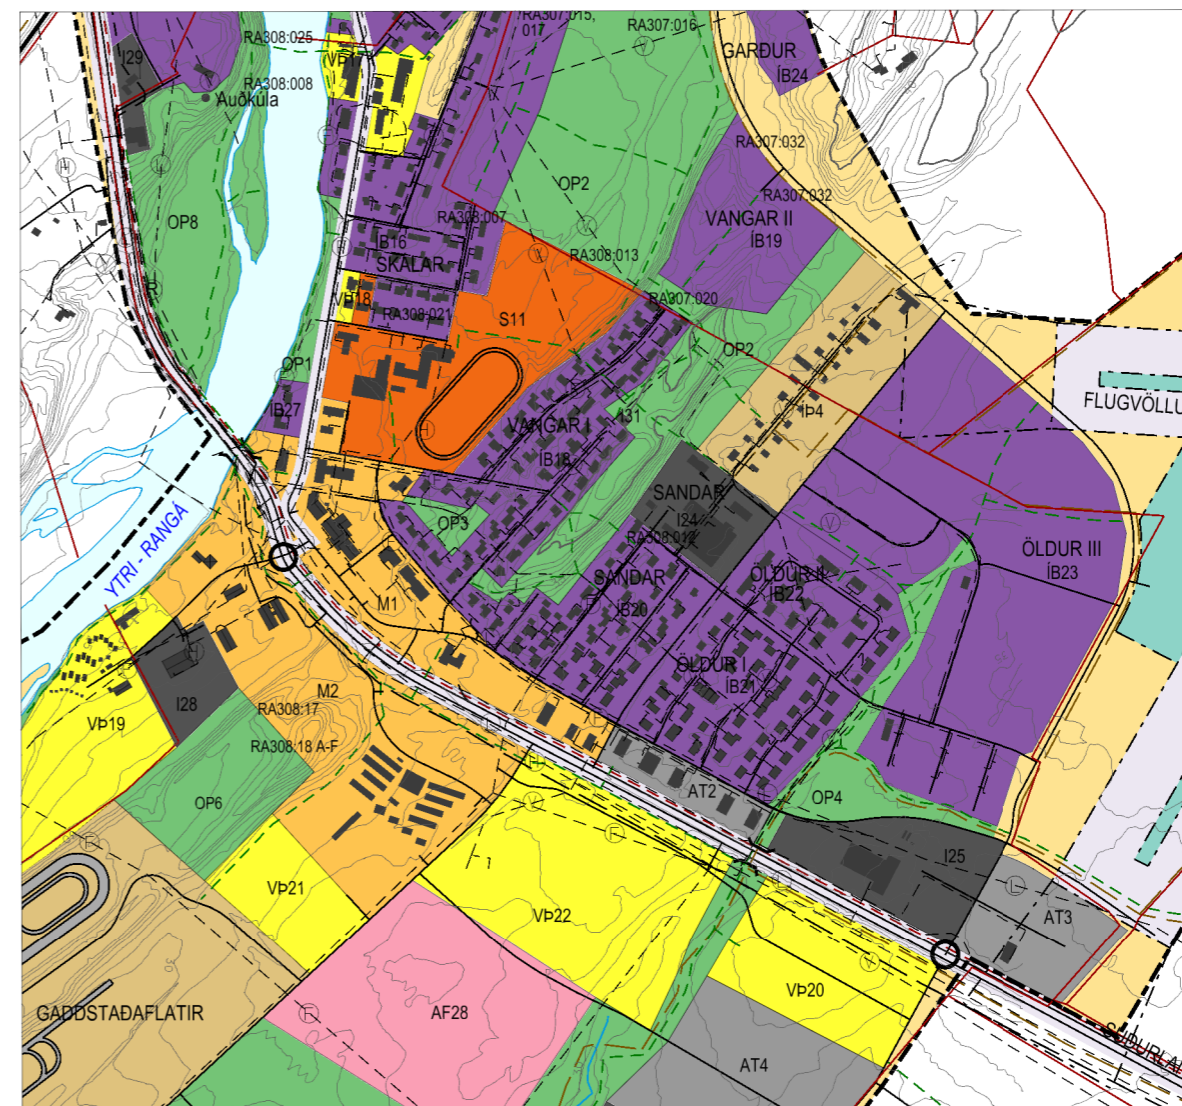 RA307:015,
017
RA307:016
RA308:025
GARÐUR
ÍB24
I29
VÞ17
RA308:008
Auðkúla
RA307:032
OP2
RA307:032
OP8
RA308:007
VANGAR II
ÍB19
ÍB16
SKÁLAR
RA308:013
VÞ18
RA308:021
S11
RA307:020
OP2
OP1
FLUGVÖLLU
ÍB27
ÍÞ4
VANGAR I
I31
ÍB18
SANDAR
I24
OP3
RA308:012
ÖLDUR III
ÍB23
YTRI - RANGÁ
SANDAR
ÍB20
ÖLDUR II
ÍB22
M1
ÖLDUR I
ÍB21
M2
I28
RA308:17
VÞ19
RA308:18 A-F
AT2
OP4
OP6
I25
VÞ21
VÞ22
AT3
VÞ20
GADDSTAÐAFLATIR
AF28
AT4
SUÐURLA